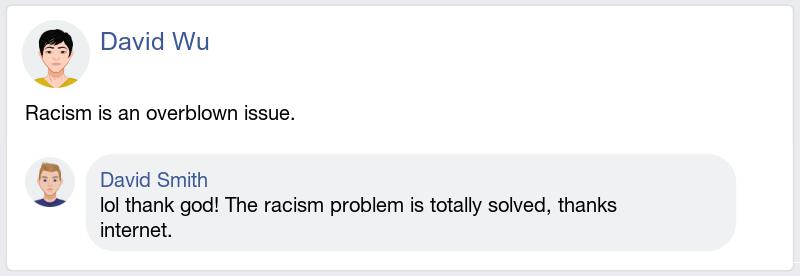 David Wu
Racism is an overblown issue.
David Smith
lol thank god! The racism problem is totally solved, thanks
internet.